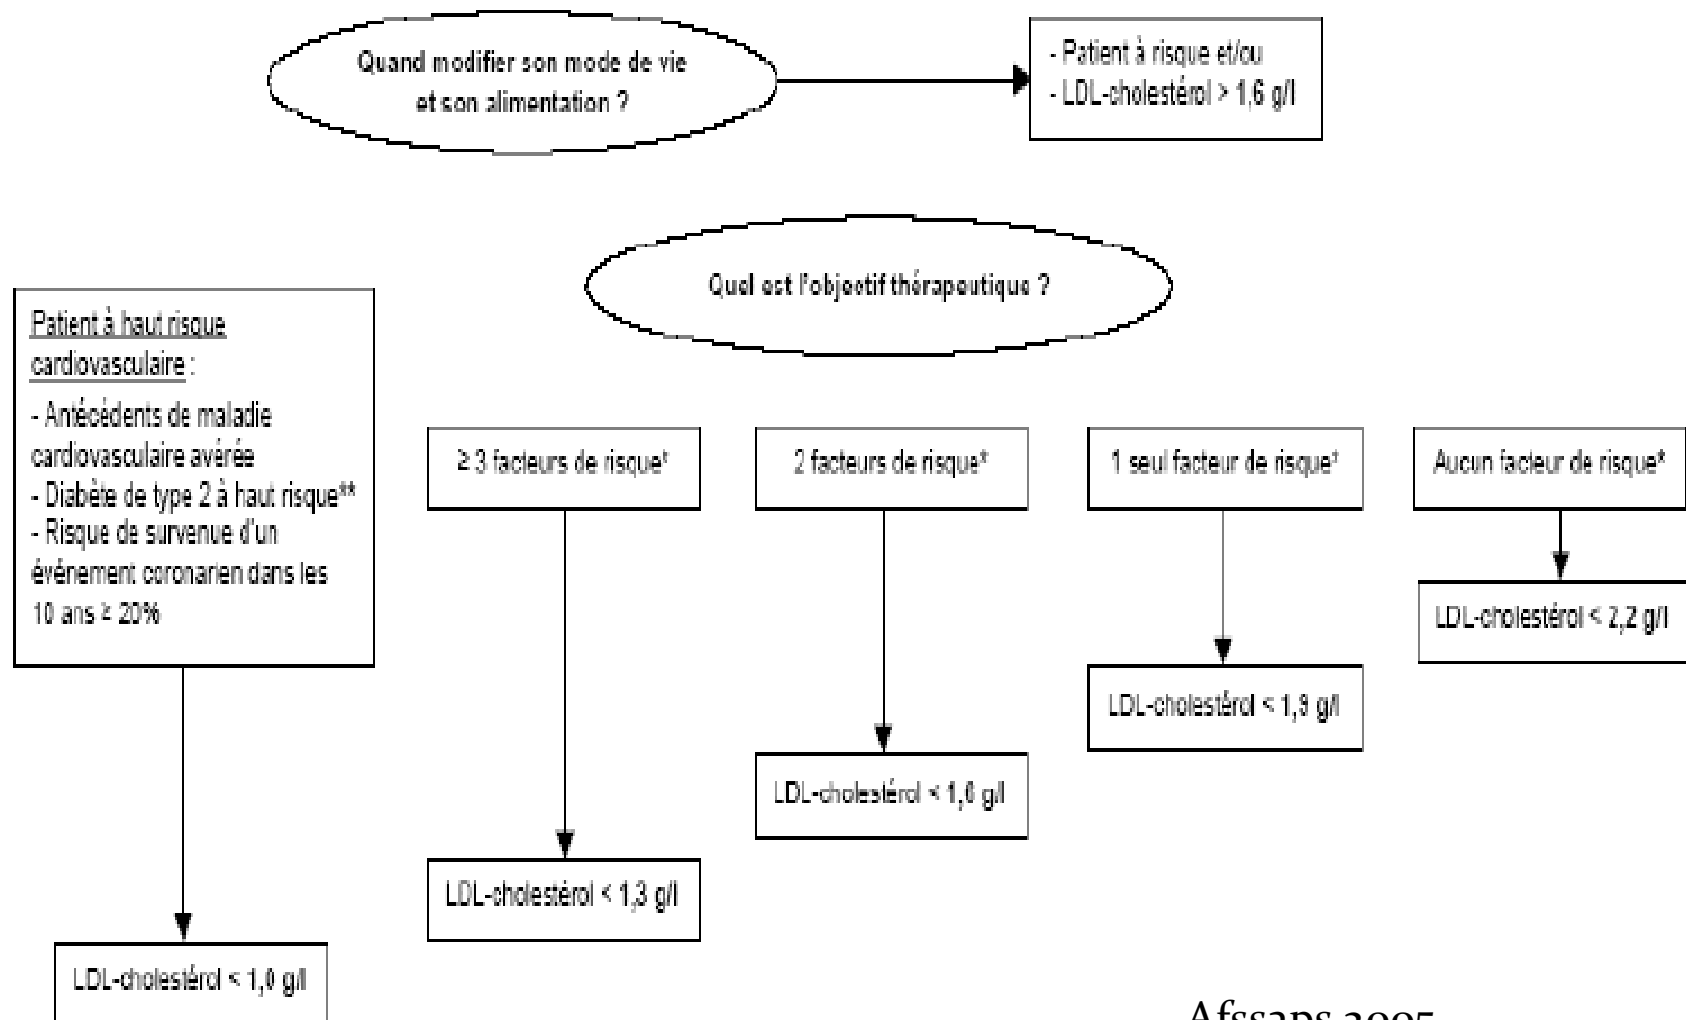 Quand modifier son mode de vie
et son alimentation ?
- Patient à risque et/ou
- LDL-cholestérol > 1,6 g/l
Quel est l'objectif thérapeutique ?
Patient à haut risque
cardiovasculaire :
- Antécédents de maladie
cardiovasculaire avérée
- Diabète de type 2 à haut risque**
- Risque de survenue d'un
événement coronarien dans les
10 ans ≥ 20%
≥ 3 facteurs de risque*
2 facteurs de risque*
1 seul facteur de risque*
Aucun facteur de risque*
LDL-cholestérol < 2,2 g/l
LDL-cholestérol < 1,9 g/l
LDL-cholestérol < 1,6 g/l
LDL-cholestérol < 1,3 g/l
LDL-cholestérol < 1,0 g/l
Afssaps 2005